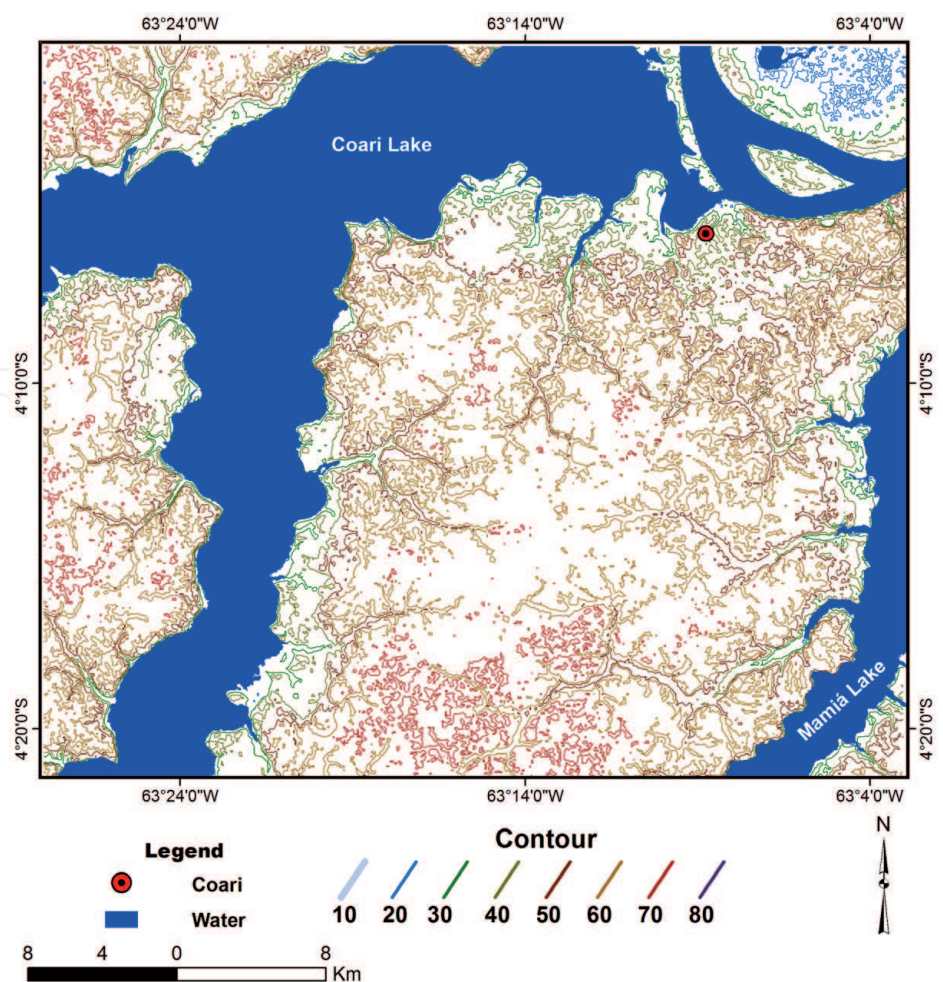 63°24'0"W 63°14'0"W 63°4'0"W
Coari Lake
4°10'0"S 4°10'0"S
Mamiá Lake
4°20'0"S 4°20'0"S
63°24'0"W 63°14'0"W 63°4'0"W
Legend
Coari
Water
Contour
10 20 30 40 50 60 70 80
N
8 4 0 8
Km